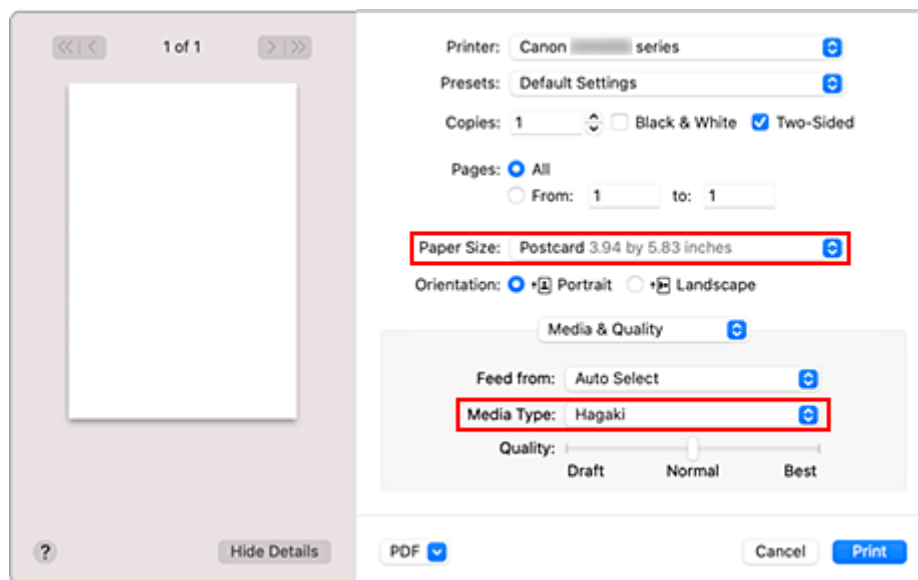 1 of 1
Printer: Canon series
Presets: Default Settings
Copies: 1 Black & White Two-Sided
Pages: All
From: 1 to: 1
Paper Size: Postcard 3.94 by 5.83 inches
Orientation: Portrait Landscape
Media & Quality
Feed from: Auto Select
Media Type: Hagaki
Quality:
Draft Normal Best
? Hide Details PDF Cancel Print